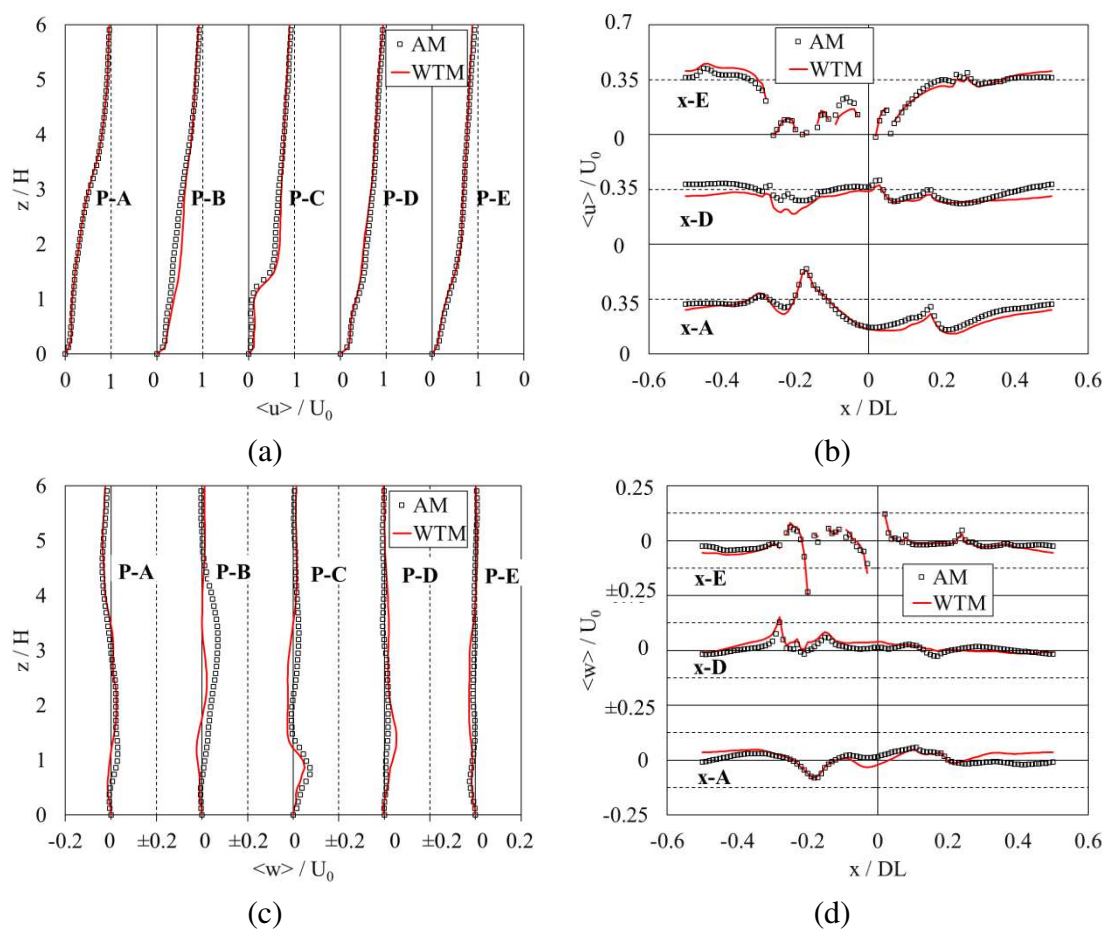 6
5
4
3
2
1
0
z / H
AM
WTM
P-A
P-B
P-C
P-D
P-E
0 1 0 1 0 1 0 1 0 1 0
<u> / U0
(a)
0.7
0.35
0
0.35
0
0.35
0
<u> / U0
AM
WTM
x-E
x-D
x-A
-0.6 -0.4 -0.2 0 0.2 0.4 0.6
x / DL
(b)
6
5
4
3
2
1
0
z / H
AM
WTM
P-A
P-B
P-C
P-D
P-E
-0.2 0 ±0.2 0 ±0.2 0 ±0.2 0 ±0.2 0 0.2
<w> / U0
(c)
0.25
0
±0.25
0
±0.25
0
-0.25
<w> / U0
x-E
AM
WTM
x-D
x-A
-0.6 -0.4 -0.2 0 0.2 0.4 0.6
x / DL
(d)